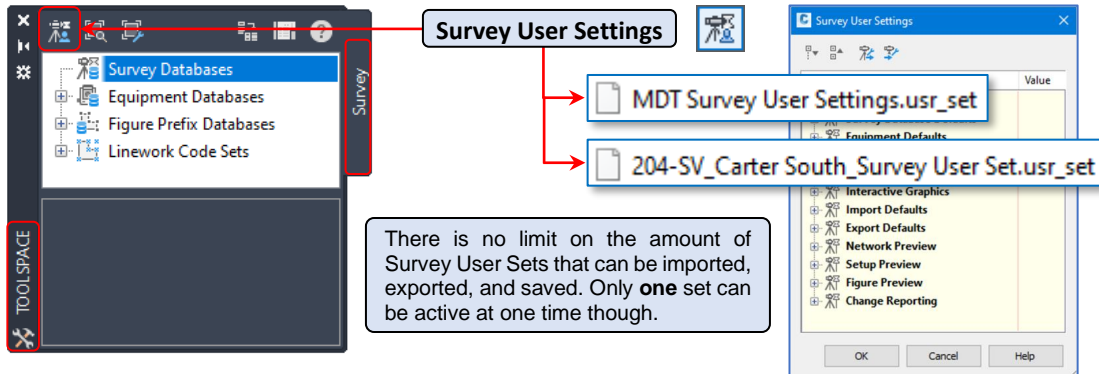 Survey Databases
Equipment Databases
Figure Prefix Databases
Linework Code Sets
Survey
TOOLSPACE
Survey User Settings
MDT Survey User Settings.usr_set
204-SV_Carter South_Survey User Set.usr_set
There is no limit on the amount of
Survey User Sets that can be imported,
exported, and saved. Only one set can
be active at one time though.
Survey User Settings
Value
Equipment Defaults
Interactive Graphics
Import Defaults
Export Defaults
Network Preview
Setup Preview
Figure Preview
Change Reporting
OK Cancel Help